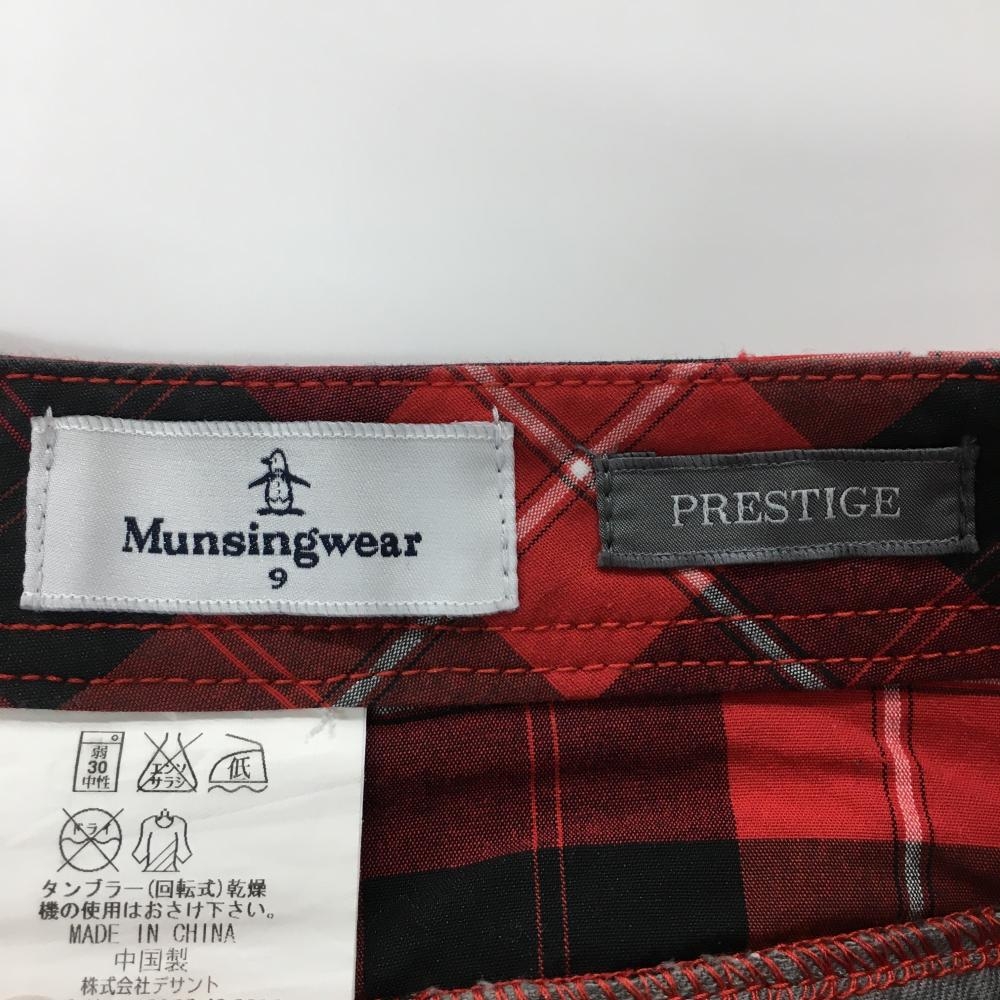 Munsingwear
9
PRESTIGE
弱
30
中性
エンソ
サラシ
低
ドライ
タンブラー(回転式)乾燥
機の使用はおさけ下さい。
MADE IN CHINA
中国製
株式会社デサント